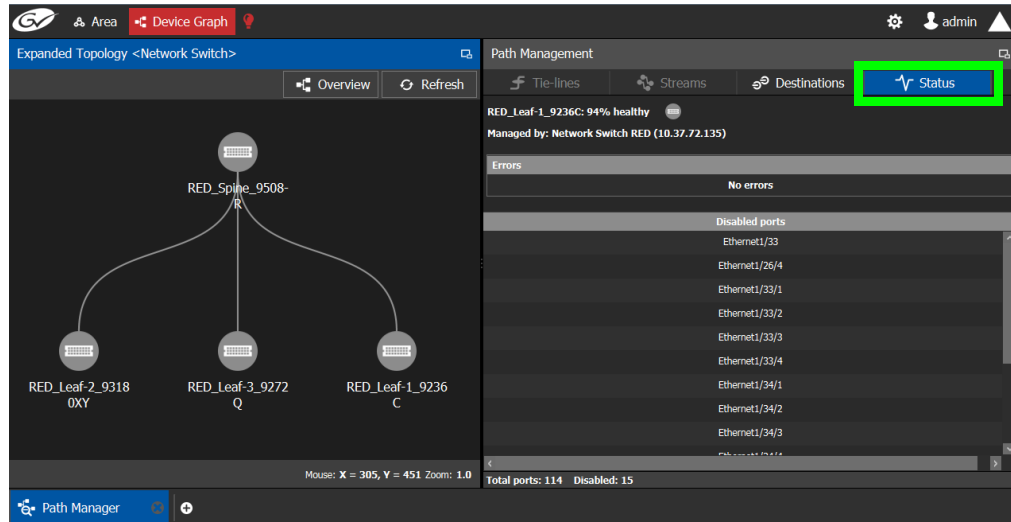 GV Area Device Graph admin
Expanded Topology <Network Switch>
Overview Refresh
RED_Spine_9508-
R
RED_Leaf-2_9318
0XY
RED_Leaf-3_9272
Q
RED_Leaf-1_9236
C
Mouse: X = 305, Y = 451 Zoom: 1.0
Path Management
Tie-lines Streams Destinations Status
RED_Leaf-1_9236C: 94% healthy
Managed by: Network Switch RED (10.37.72.135)
Errors
No errors
Disabled ports
Ethernet1/33
Ethernet1/26/4
Ethernet1/33/1
Ethernet1/33/2
Ethernet1/33/3
Ethernet1/33/4
Ethernet1/34/1
Ethernet1/34/2
Ethernet1/34/3
Ethernet1/34/4
Total ports: 114 Disabled: 15
Path Manager